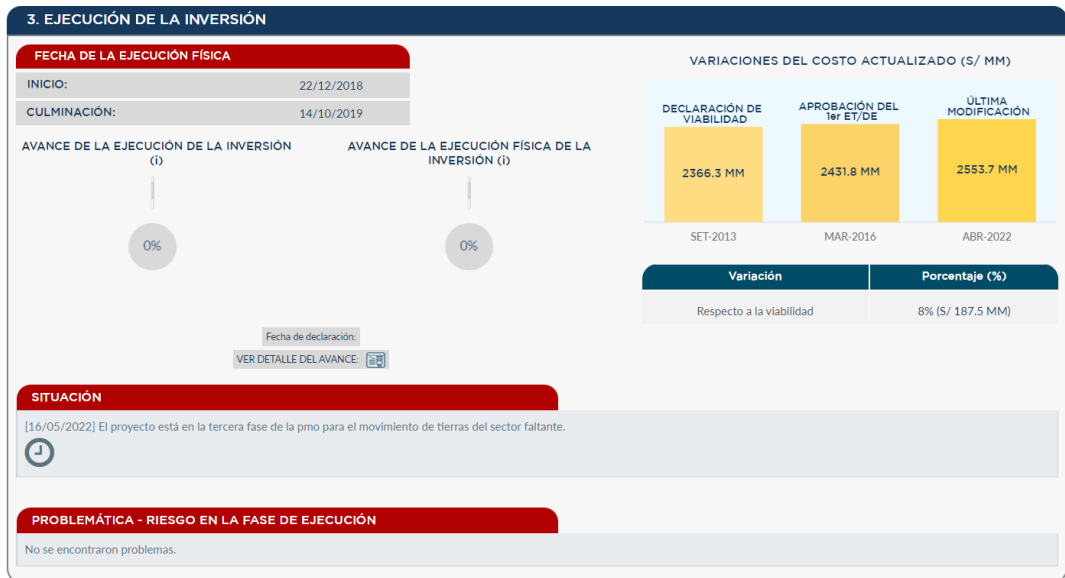 3. EJECUCIÓN DE LA INVERSIÓN
FECHA DE LA EJECUCIÓN FÍSICA
INICIO: 22/12/2018
CULMINACIÓN: 14/10/2019
AVANCE DE LA EJECUCIÓN DE LA INVERSIÓN
(i)
0%
AVANCE DE LA EJECUCIÓN FÍSICA DE LA
INVERSIÓN (i)
0%
Fecha de declaración:
VER DETALLE DEL AVANCE:
VARIACIONES DEL COSTO ACTUALIZADO (S/ MM)
DECLARACIÓN DE
VIABILIDAD
2366.3 MM
SET-2013
APROBACIÓN DEL
1er ET/DE
2431.8 MM
MAR-2016
ÚLTIMA
MODIFICACIÓN
2553.7 MM
ABR-2022
Variación Porcentaje (%)
Respecto a la viabilidad 8% (S/ 187.5 MM)
SITUACIÓN
[16/05/2022] El proyecto está en la tercera fase de la pmo para el movimiento de tierras del sector faltante.
PROBLEMÁTICA - RIESGO EN LA FASE DE EJECUCIÓN
No se encontraron problemas.